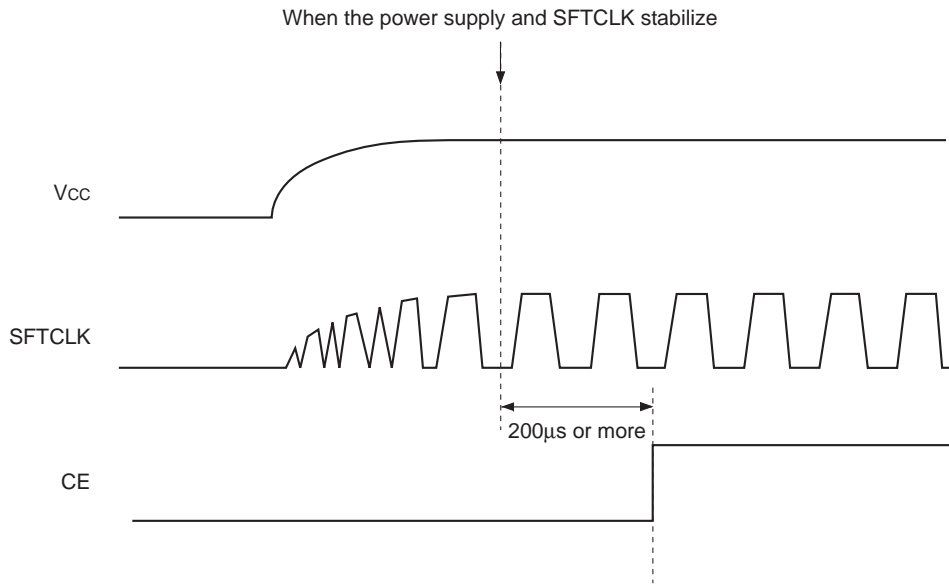 When the power supply and SFTCLK stabilize
VCC
SFTCLK
200μs or more
CE